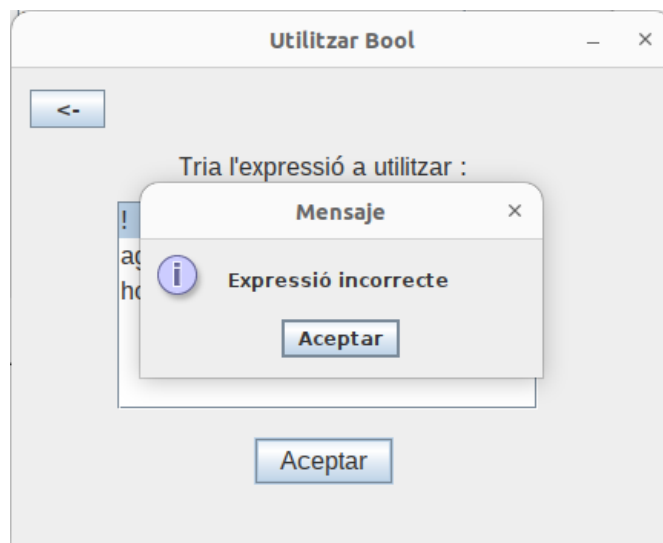 Utilitzar Bool
<-
Tria l'expressió a utilitzar :
!
Mensaje
Expressió incorrecte
Aceptar
Aceptar